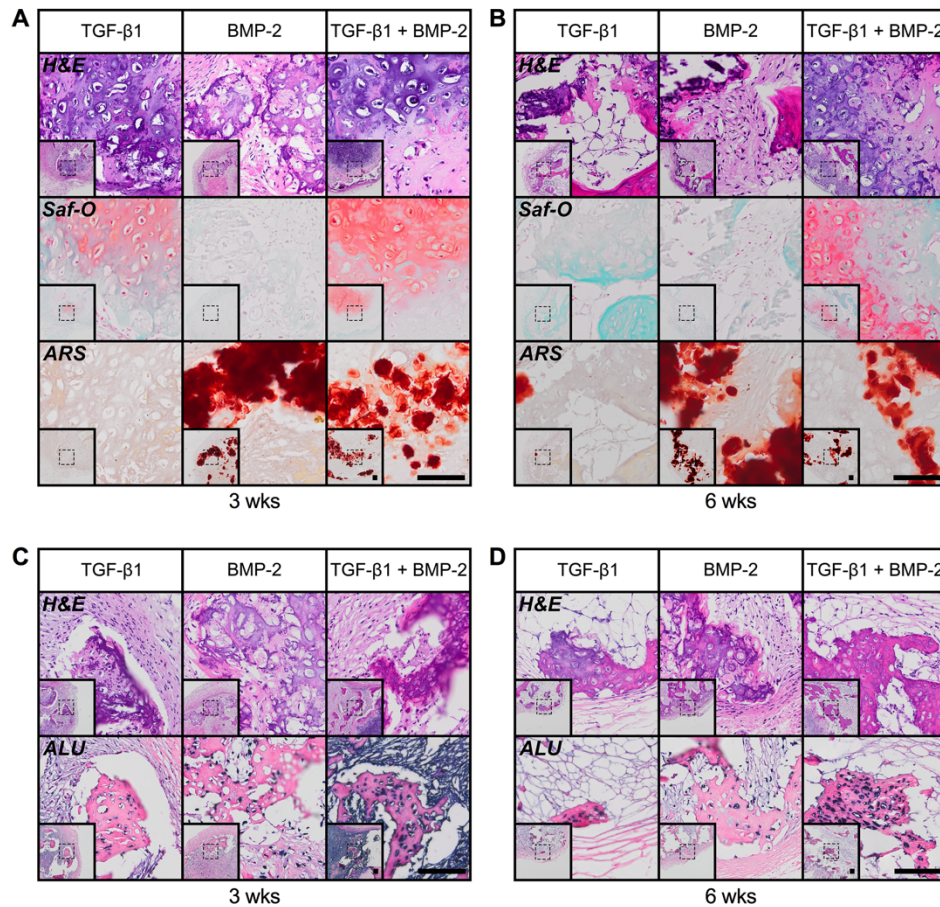 A
TGF-β1 BMP-2 TGF-β1 + BMP-2
H&E
Saf-O
ARS
3 wks
B
TGF-β1 BMP-2 TGF-β1 + BMP-2
H&E
Saf-O
ARS
6 wks
C
TGF-β1 BMP-2 TGF-β1 + BMP-2
H&E
ALU
3 wks
D
TGF-β1 BMP-2 TGF-β1 + BMP-2
H&E
ALU
6 wks